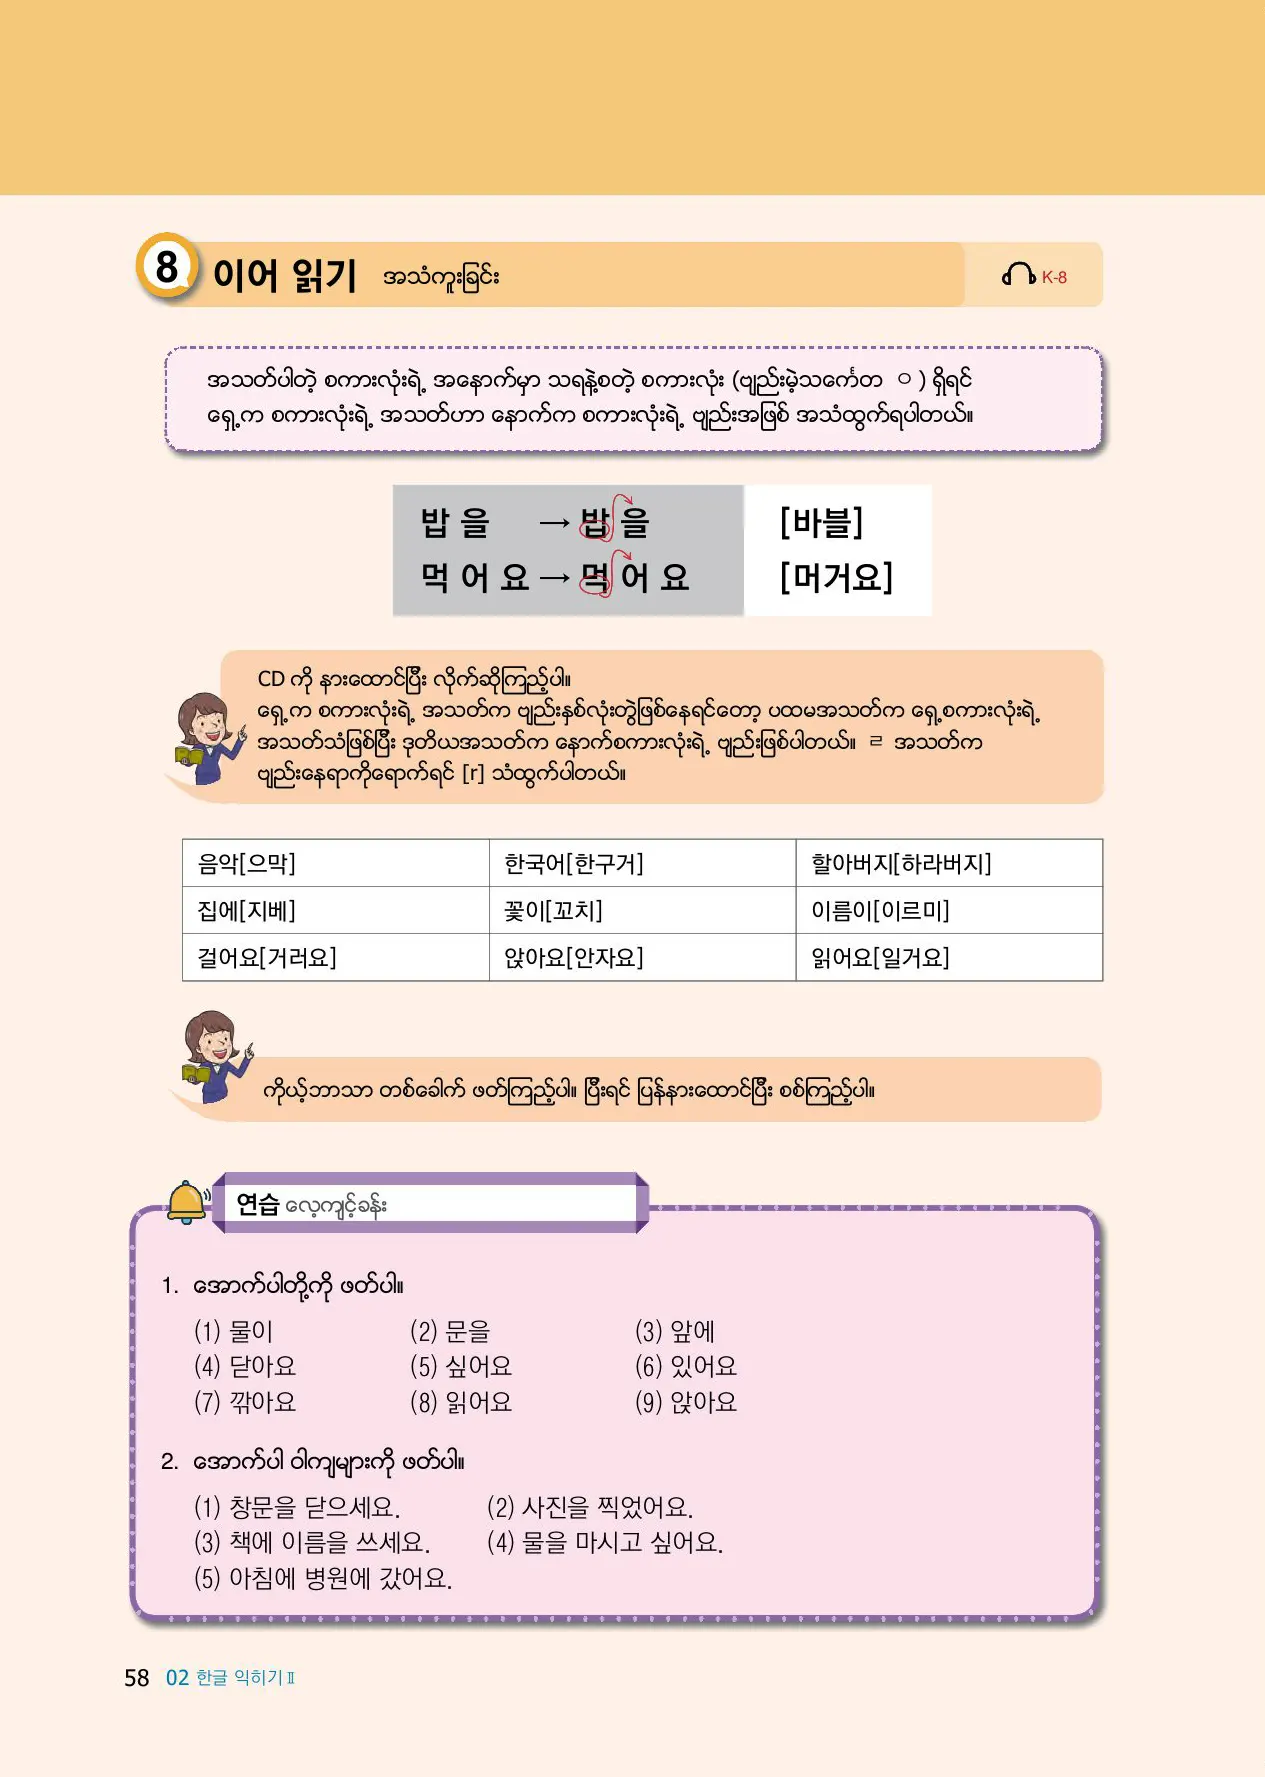 8 이어 읽기 အသံကူးခြင်း K-8
အသတ်ပါတဲ့ စကားလုံးရဲ့ အနောက်မှာ သရနဲ့စတဲ့ စကားလုံး (ဗျည်းမဲ့သင်္ကေတ ㅇ) ရှိရင်
ရှေ့က စကားလုံးရဲ့ အသတ်ဟာ နောက်က စကားလုံးရဲ့ ဗျည်းအဖြစ် အသံထွက်ရပါတယ်။
밥 을 → 밥 을 [바블]
먹 어 요 → 먹 어 요 [머거요]
CD ကို နားထောင်ပြီး လိုက်ဆိုကြည့်ပါ။
ရှေ့က စကားလုံးရဲ့ အသတ်က ဗျည်းနှစ်လုံးတွဲဖြစ်နေရင်တော့ ပထမအသတ်က ရှေ့စကားလုံးရဲ့
အသတ်သံဖြစ်ပြီး ဒုတိယအသတ်က နောက်စကားလုံးရဲ့ ဗျည်းဖြစ်ပါတယ်။ ㄹ အသတ်က
ဗျည်းနေရာကိုရောက်ရင် [r] သံထွက်ပါတယ်။
음악[으막] 한국어[한구거] 할아버지[하라버지]
집에[지베] 꽃이[꼬치] 이름이[이르미]
걸어요[거러요] 앉아요[안자요] 읽어요[일거요]
ကိုယ့်ဘာသာ တစ်ခေါက် ဖတ်ကြည့်ပါ။ ပြီးရင် ပြန်နားထောင်ပြီး စစ်ကြည့်ပါ။
연습 လေ့ကျင့်ခန်း
1. အောက်ပါတို့ကို ဖတ်ပါ။
(1) 물이 (2) 문을 (3) 앞에
(4) 닫아요 (5) 싶어요 (6) 있어요
(7) 깎아요 (8) 읽어요 (9) 앉아요
2. အောက်ပါ ဝါကျများကို ဖတ်ပါ။
(1) 창문을 닫으세요. (2) 사진을 찍었어요.
(3) 책에 이름을 쓰세요. (4) 물을 마시고 싶어요.
(5) 아침에 병원에 갔어요.
58 02 한글 익히기Ⅱ